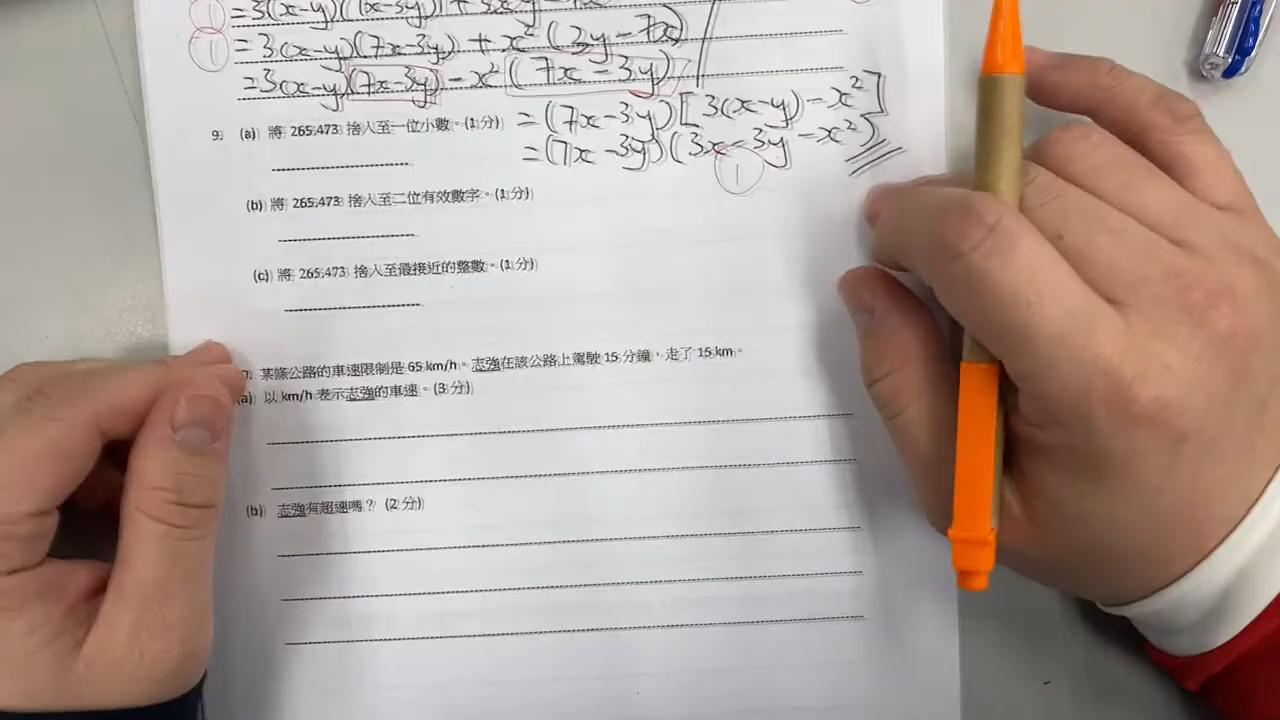 = 3(x-y)(7x-3y) + x² (3y-7x)
= 3(x-y)(7x-3y) - x² (7x-3y)
= (7x-3y)[3(x-y)-x²]
= (7x-3y)(3x-3y-x²)
1
9. (a) 將 265.473 捨入至一位小數。(1分)
(b) 將 265.473 捨入至二位有效數字。(1分)
(c) 將 265.473 捨入至最接近的整數。(1分)
某條公路的車速限制是 65 km/h。志強在該公路上駕駛 15 分鐘，走了 15 km。
a) 以 km/h 表示志強的車速。(3 分)
(b) 志強有超速嗎？ (2 分)